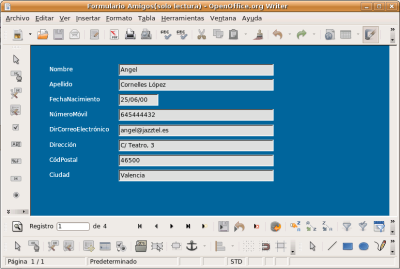 Formulario Amigos(solo lectura) - OpenOffice.org Writer
Archivo Editar Ver Insertar Formato Tabla Herramientas Ventana Ayuda
Nombre Angel
Apellido Cornelles López
FechaNacimiento 25/06/00
NúmeroMóvil 645444432
DirCorreoElectrónico angel@jazztel.es
Dirección C/ Teatro, 3
CódPostal 46500
Ciudad Valencia
Registro 1 de 4
Página 1 / 1 Predeterminado STD